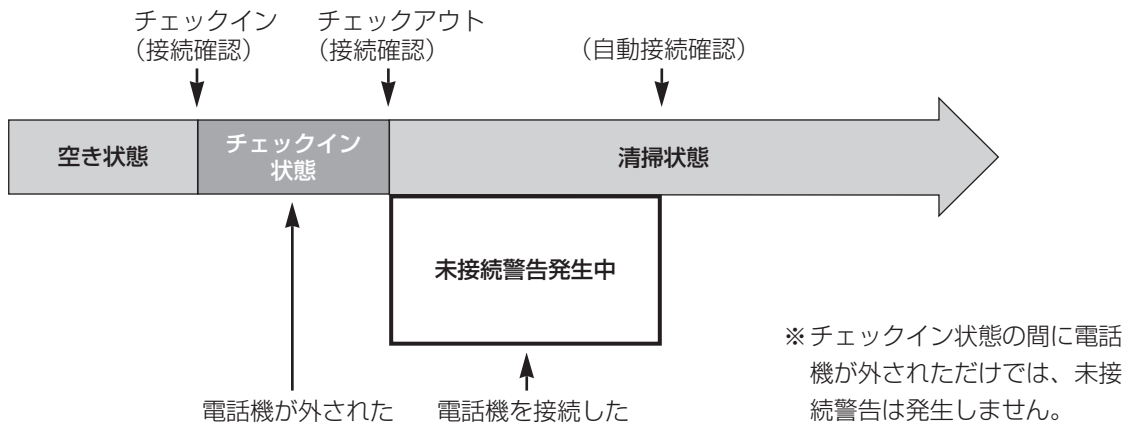 チェックイン
（接続確認）
チェックアウト
（接続確認）
（自動接続確認）
空き状態
チェックイン
状態
清掃状態
未接続警告発生中
電話機が外された
電話機を接続した
※チェックイン状態の間に電話
機が外されただけでは、未接
続警告は発生しません。